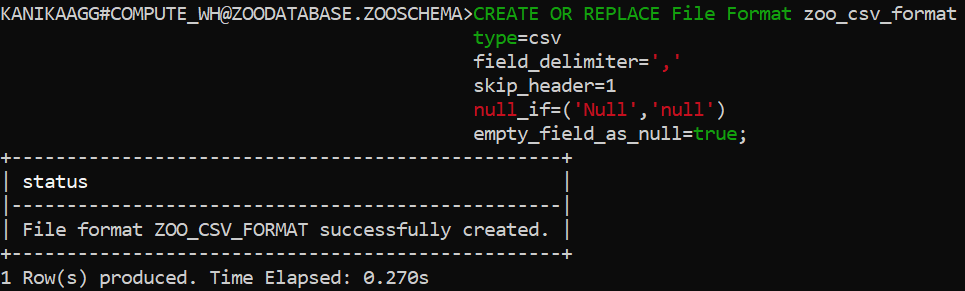 KANIKAAGG#COMPUTE_WH@ZOODATABASE.ZOOSCHEMA>CREATE OR REPLACE File Format zoo_csv_format
type=csv
field_delimiter=','
skip_header=1
null_if=('Null','null')
empty_field_as_null=true;
+-------------------------------------------------+
| status                                          |
|-------------------------------------------------|
| File format ZOO_CSV_FORMAT successfully created. |
+-------------------------------------------------+
1 Row(s) produced. Time Elapsed: 0.270s